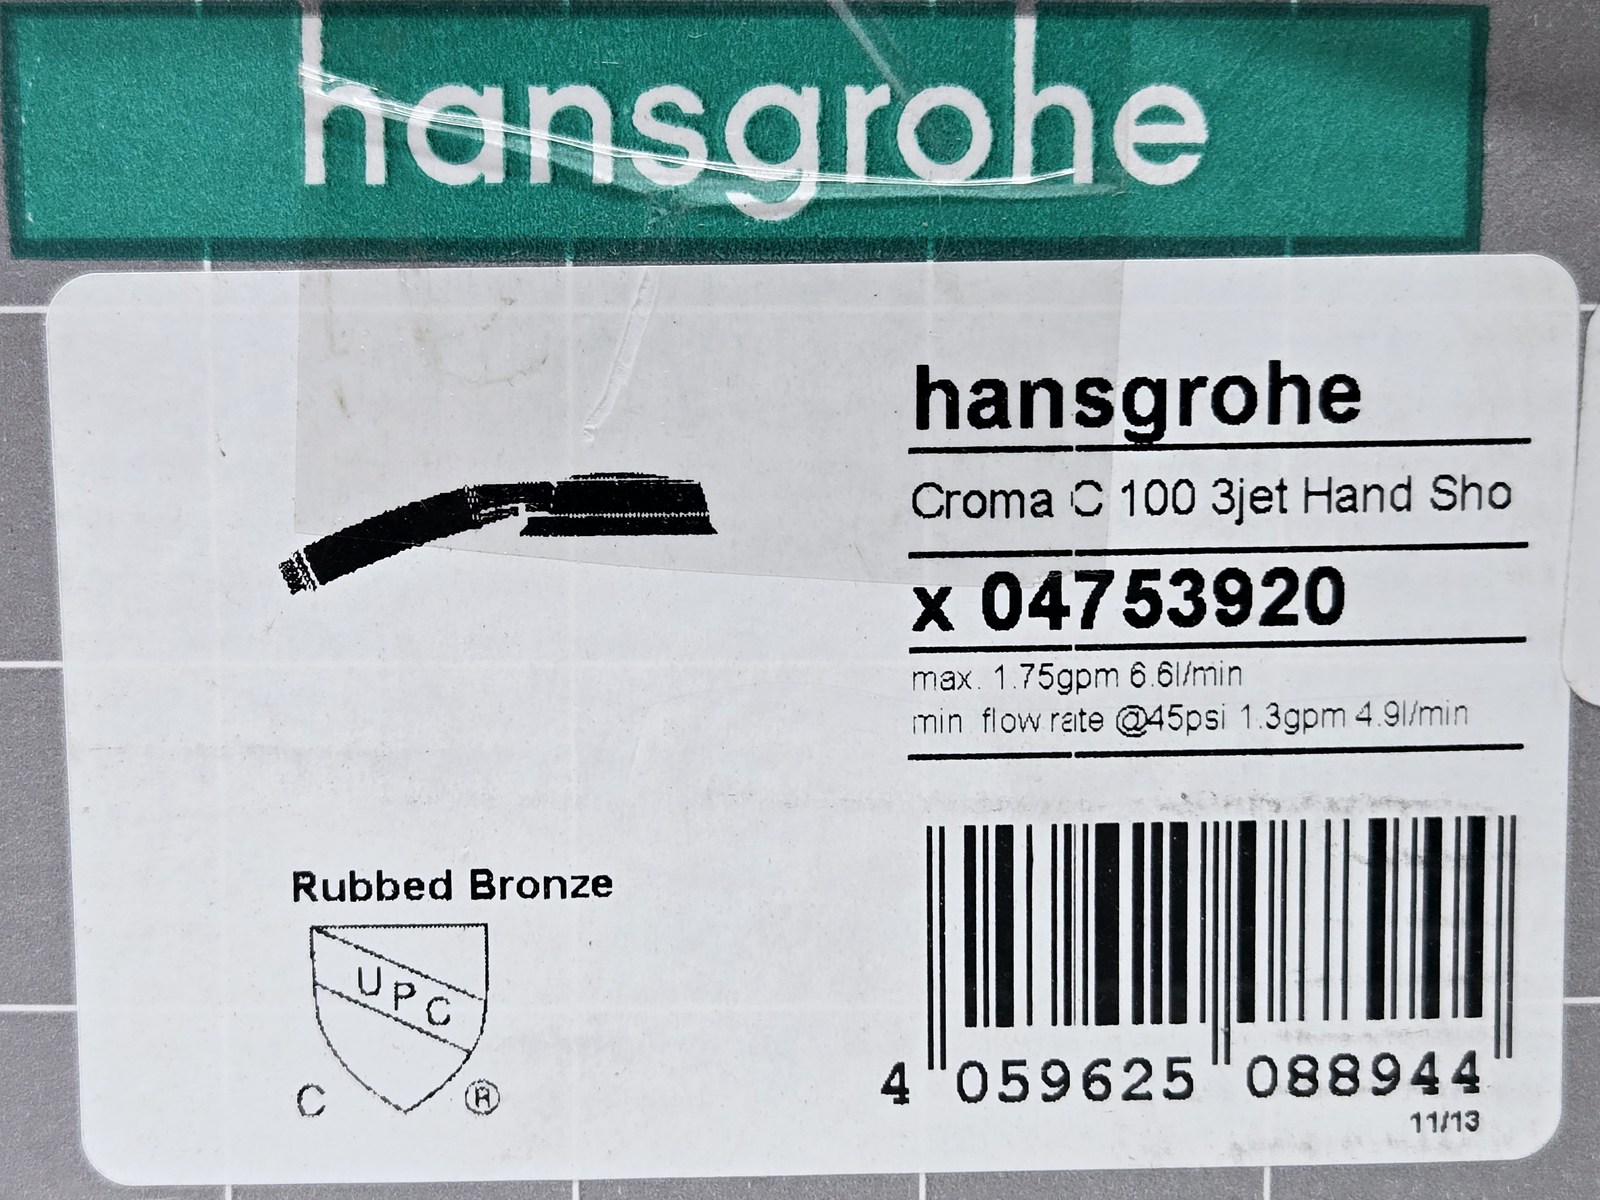 hansgrohe
hansgrohe
Croma C 100 3jet Hand Sho
x 04753920
max. 1.75gpm 6.6l/min
min flow rate @45psi 1.3gpm 4.9l/min
Rubbed Bronze
UPC
C ®
4 059625 088944
11/13